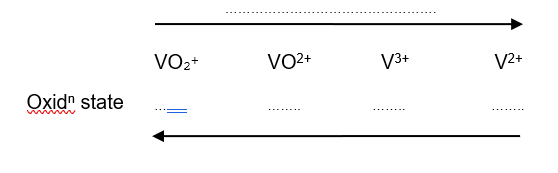 ......................................................
VO₂⁺ VO²⁺ V³⁺ V²⁺
Oxidⁿ state ........ ........ ........ ........